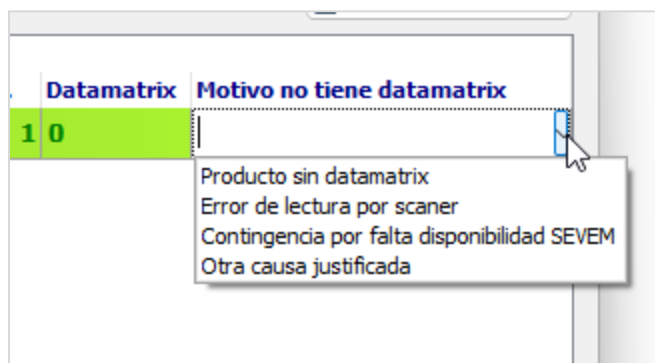 Datamatrix Motivo no tiene datamatrix
1 0
Producto sin datamatrix
Error de lectura por scaner
Contingencia por falta disponibilidad SEVEM
Otra causa justificada